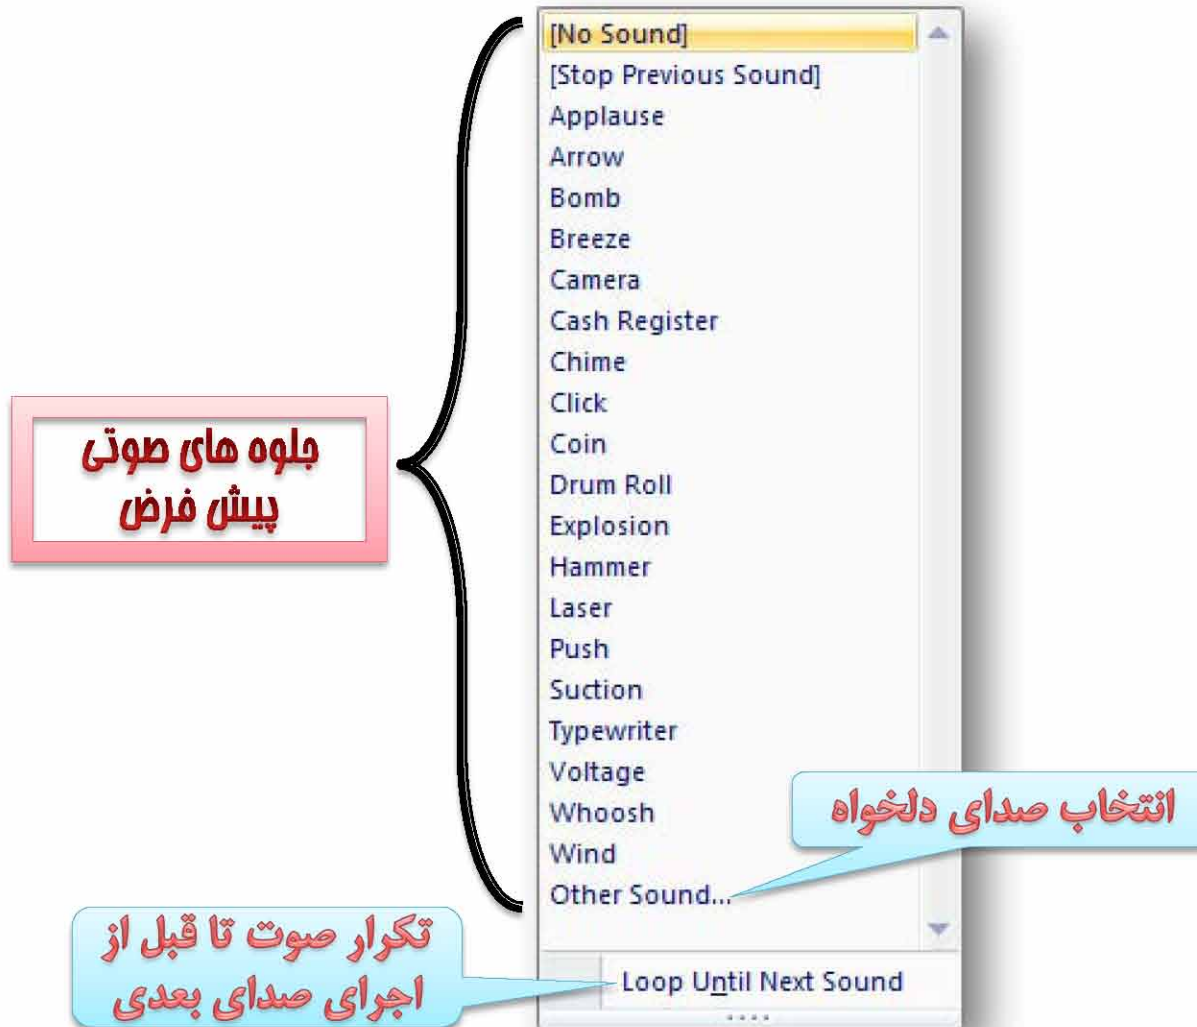 [No Sound]
[Stop Previous Sound]
Applause
Arrow
Bomb
Breeze
Camera
Cash Register
Chime
Click
Coin
Drum Roll
Explosion
Hammer
Laser
Push
Suction
Typewriter
Voltage
Whoosh
Wind
Other Sound...
Loop Until Next Sound
جلوه های صوتی
پیش فرض
انتخاب صدای دلخواه
تکرار صوت تا قبل از
اجرای صدای بعدی